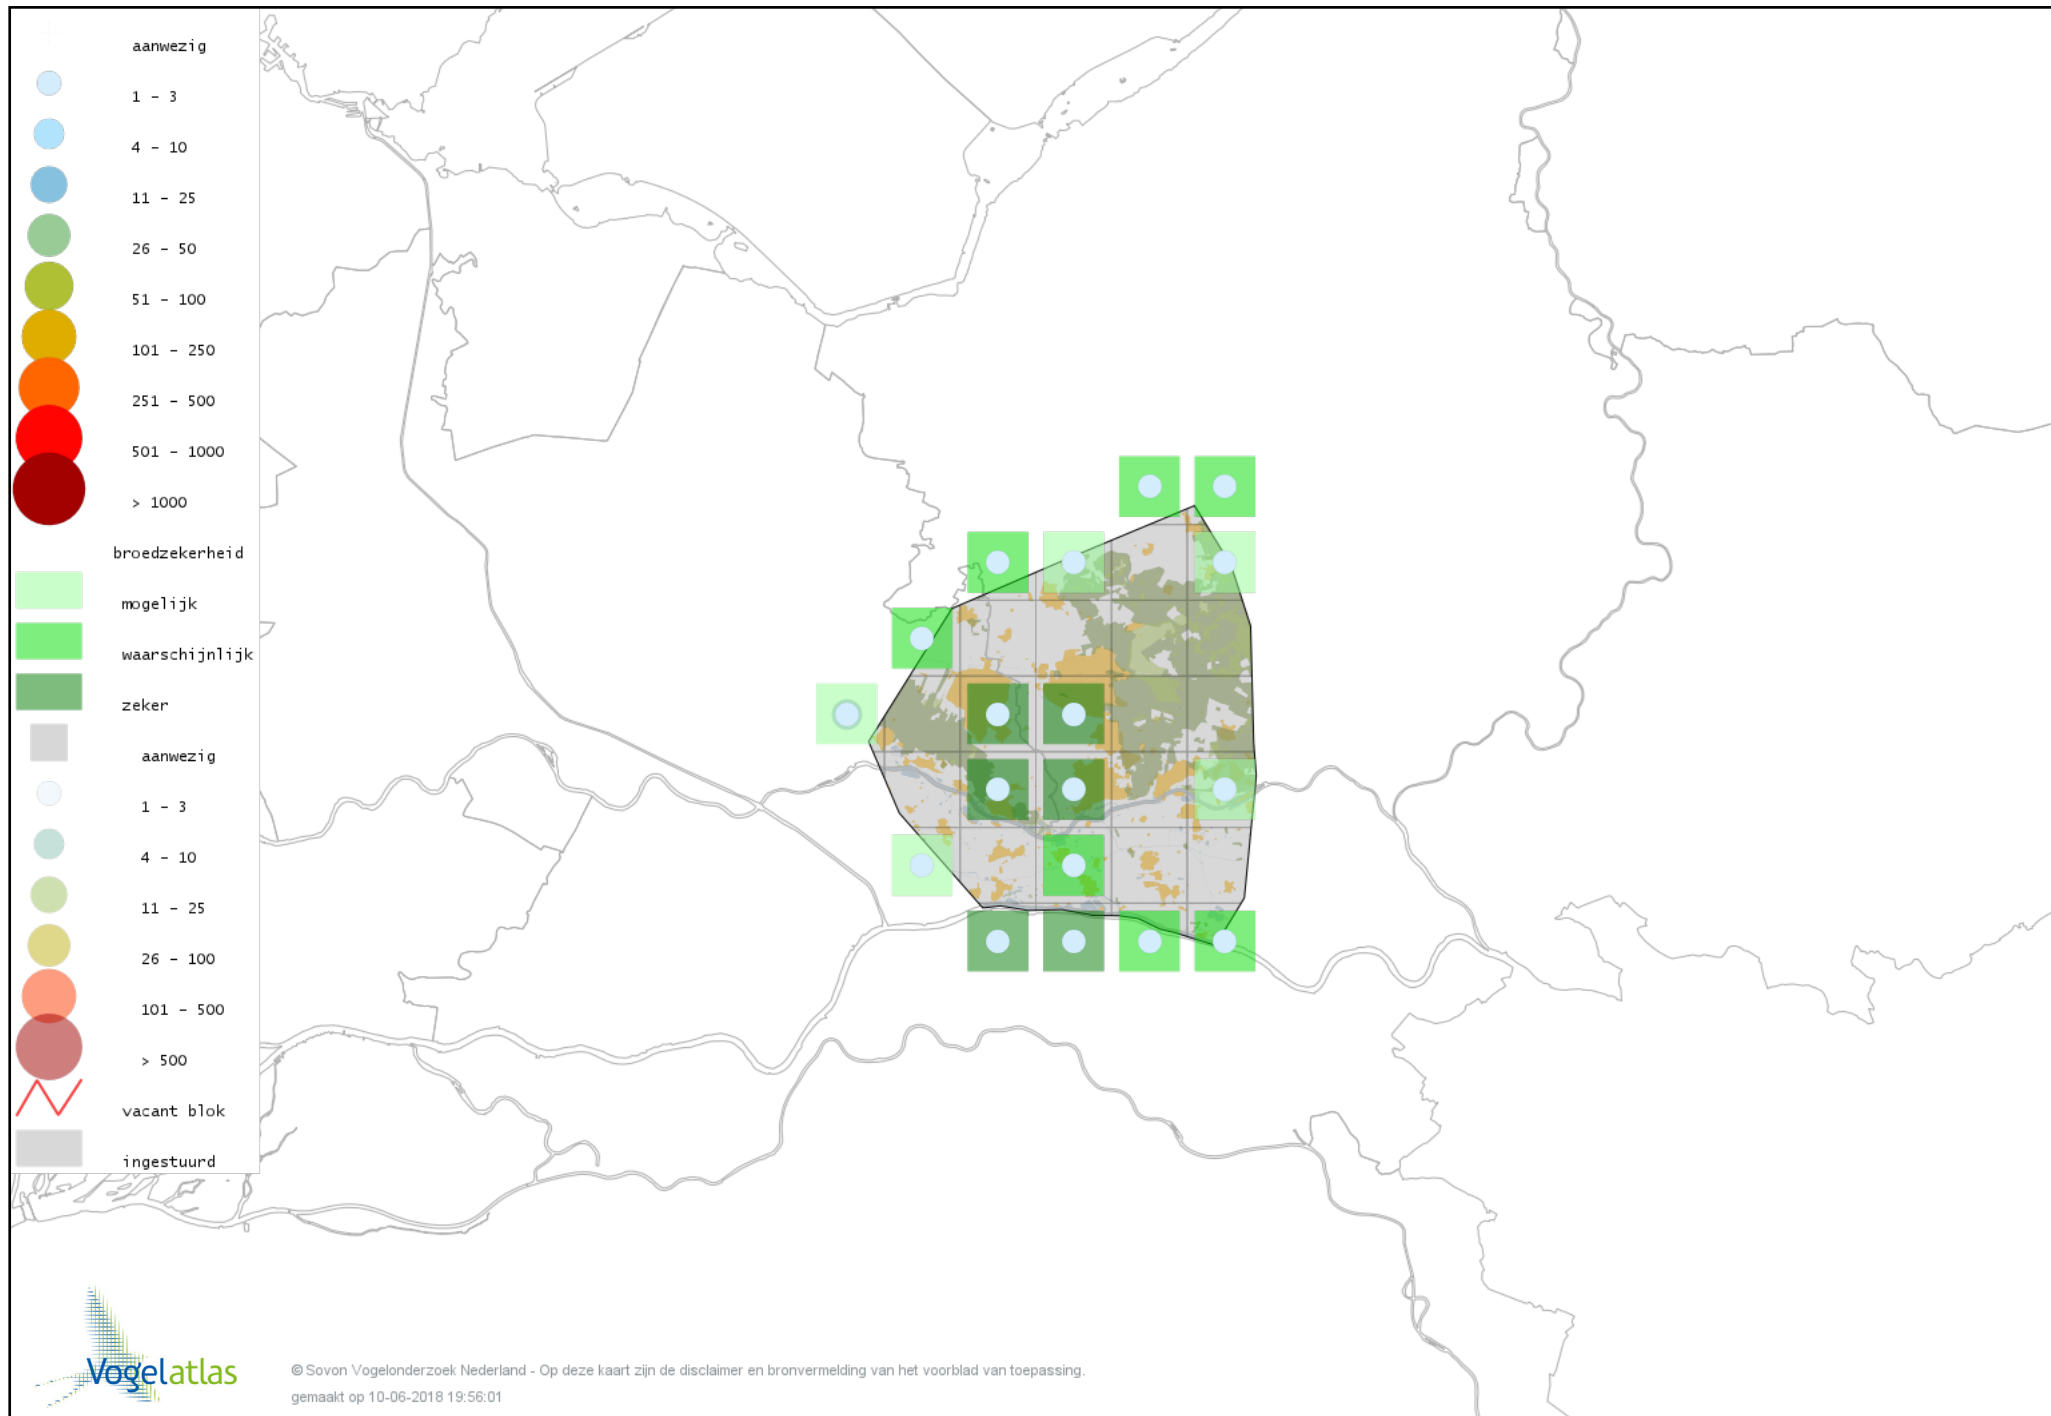 aanwezig
1 - 3
4 - 10
11 - 25
26 - 50
51 - 100
101 - 250
251 - 500
501 - 1000
> 1000
broedzekerheid
mogelijk
waarschijnlijk
zeker
aanwezig
1 - 3
4 - 10
11 - 25
26 - 100
101 - 500
> 500
vacant blok
ingestuurd
Vogelatlas
© Sovon Vogelonderzoek Nederland - Op deze kaart zijn de disclaimer en bronvermelding van het voorblad van toepassing.
gemaakt op 10-06-2018 19:56:01